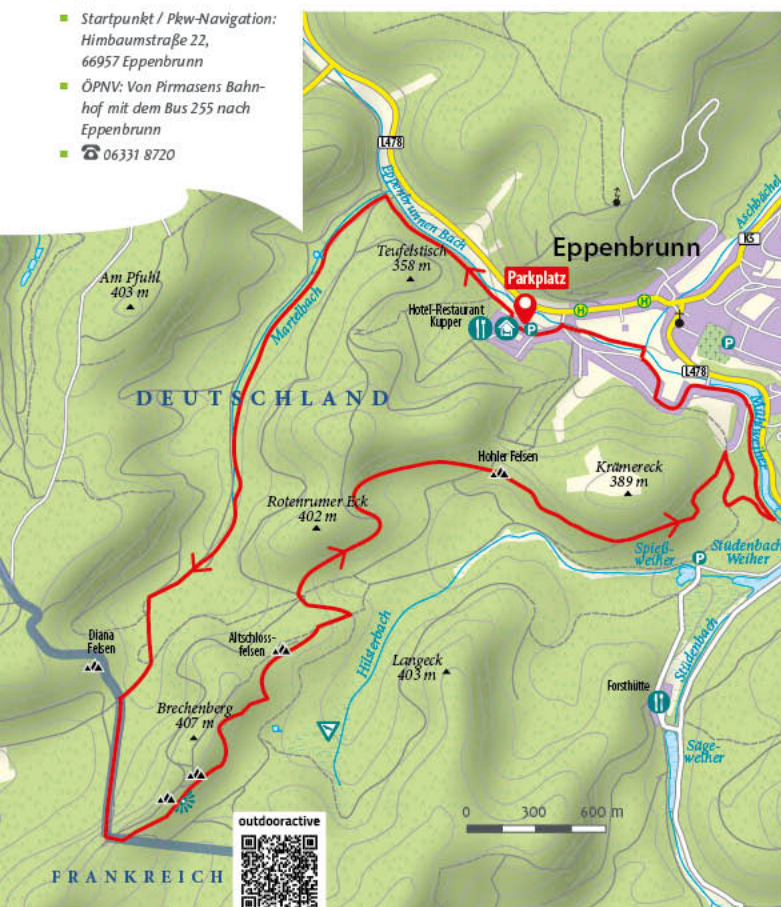 Startpunkt / Pkw-Navigation:
Himbaumstraße 22,
66957 Eppenbrunn
ÖPNV: Von Pirmasens Bahn-
hof mit dem Bus 255 nach
Eppenbrunn
06331 8720
L478
Eppenbrunner Bach
Aschbächel
K5
Eppenbrunn
Teufelstisch
358 m
Parkplatz
Am Pfuhl
403 m
H
H
Hotel-Restaurant
Kupper
P
P
Martelbach
L478
DEUTSCHLAND
Mühlweiher
Hohler Felsen
Krämereck
389 m
Rotenrumer Eck
402 m
Spieß-
weiher
P
Stüdenbach
Weiher
Diana
Felsen
Altschloss-
felsen
Hilsterbach
Langeck
403 m
Stüdenbach
Forsthütte
Brechenberg
407 m
Säge-
weiher
0 300 600 m
outdooractive
FRANKREICH